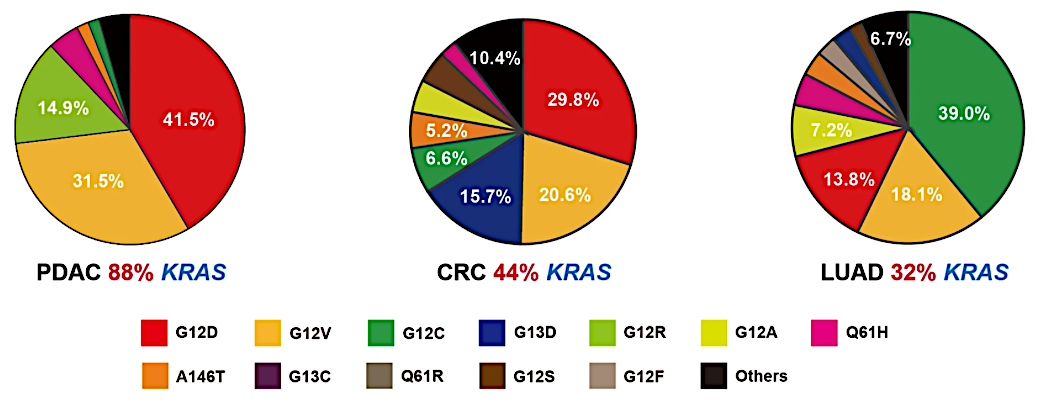 41.5%
31.5%
14.9%
29.8%
20.6%
15.7%
6.6%
5.2%
10.4%
39.0%
18.1%
13.8%
7.2%
6.7%
PDAC 88% KRAS
CRC 44% KRAS
LUAD 32% KRAS
G12D G12V G12C G13D G12R G12A Q61H
A146T G13C Q61R G12S G12F Others